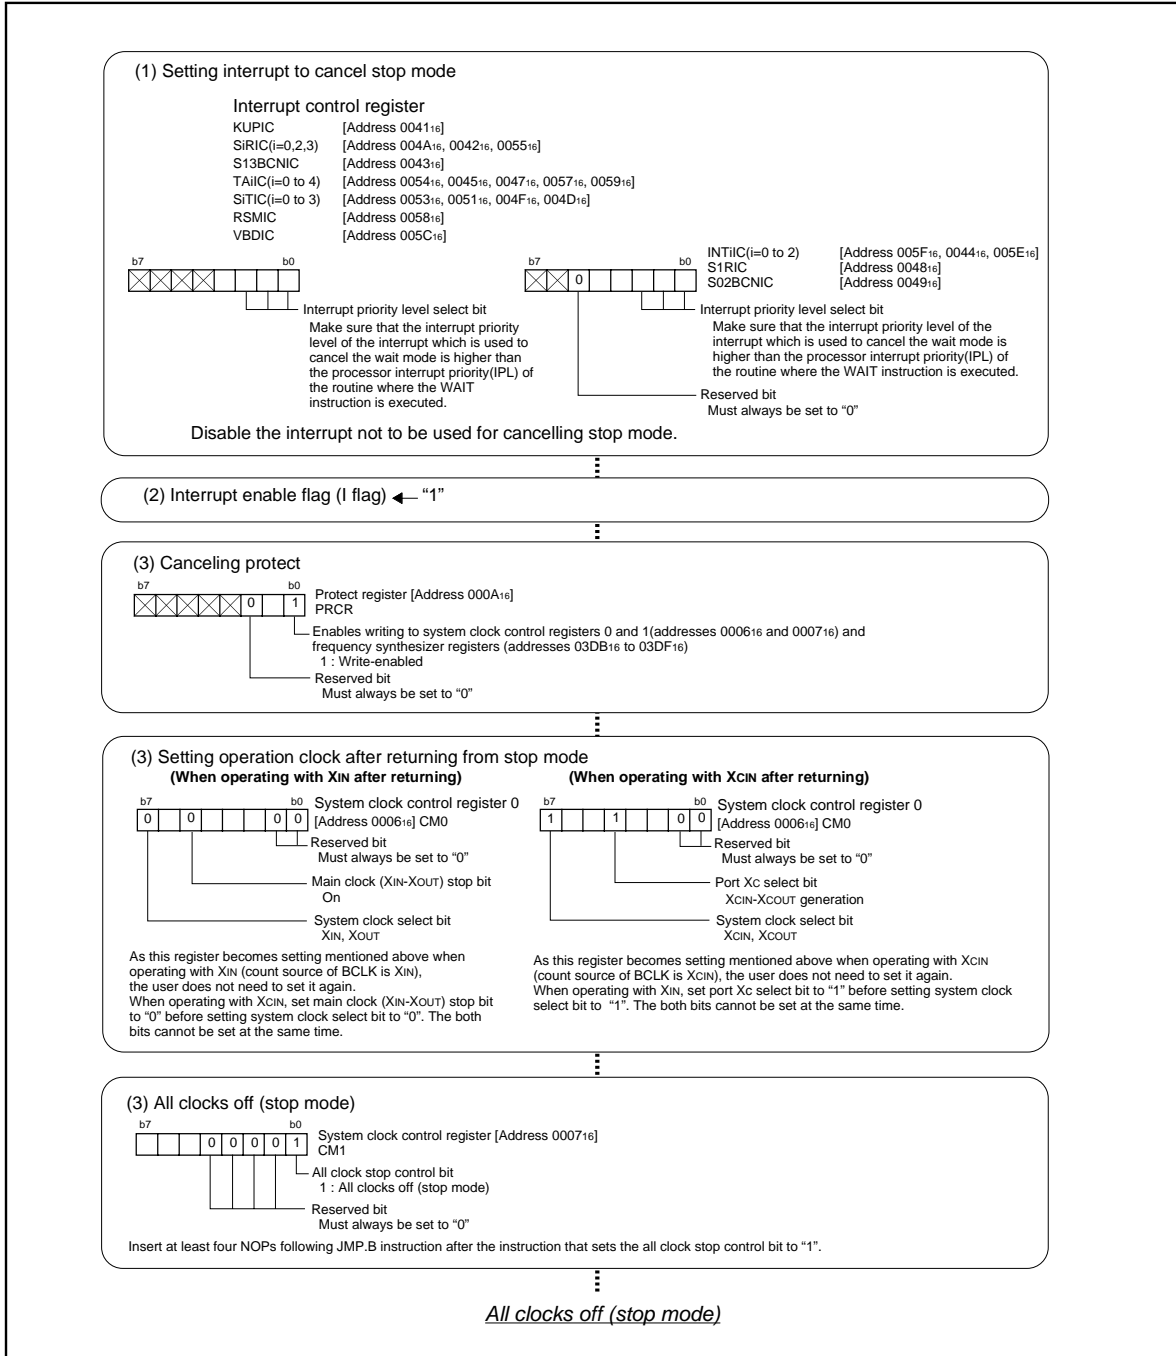 (1) Setting interrupt to cancel stop mode
Interrupt control register
KUPIC [Address 004116]
SiRIC(i=0,2,3) [Address 004A16, 004216, 005516]
S13BCNIC [Address 004316]
TAiIC(i=0 to 4) [Address 005416, 004516, 004716, 005716, 005916]
SiTIC(i=0 to 3) [Address 005316, 005116, 004F16, 004D16]
RSMIC [Address 005816]
VBDIC [Address 005C16]
b7 b0
Interrupt priority level select bit
Make sure that the interrupt priority
level of the interrupt which is used to
cancel the wait mode is higher than
the processor interrupt priority(IPL) of
the routine where the WAIT
instruction is executed.
INTiIC(i=0 to 2) [Address 005F16, 004416, 005E16]
S1RIC [Address 004816]
S02BCNIC [Address 004916]
b7 b0
0
Interrupt priority level select bit
Make sure that the interrupt priority level of the
interrupt which is used to cancel the wait mode is
higher than the processor interrupt priority(IPL) of
the routine where the WAIT instruction is executed.
Reserved bit
Must always be set to “0”
Disable the interrupt not to be used for cancelling stop mode.
(2) Interrupt enable flag (I flag) ← “1”
(3) Canceling protect
b7 b0
0 1
Protect register [Address 000A16]
PRCR
Enables writing to system clock control registers 0 and 1(addresses 000616 and 000716) and
frequency synthesizer registers (addresses 03DB16 to 03DF16)
1 : Write-enabled
Reserved bit
Must always be set to “0”
(3) Setting operation clock after returning from stop mode
(When operating with XIN after returning)
b7 b0
0 0 0 0
System clock control register 0
[Address 000616] CM0
Reserved bit
Must always be set to “0”
Main clock (XIN-XOUT) stop bit
On
System clock select bit
XIN, XOUT
As this register becomes setting mentioned above when
operating with XIN (count source of BCLK is XIN),
the user does not need to set it again.
When operating with XCIN, set main clock (XIN-XOUT) stop bit
to “0” before setting system clock select bit to “0”. The both
bits cannot be set at the same time.
(When operating with XCIN after returning)
b7 b0
1 1 0 0
System clock control register 0
[Address 000616] CM0
Reserved bit
Must always be set to “0”
Port XC select bit
XCIN-XCOUT generation
System clock select bit
XCIN, XCOUT
As this register becomes setting mentioned above when operating with XCIN
(count source of BCLK is XCIN), the user does not need to set it again.
When operating with XIN, set port Xc select bit to “1” before setting system clock
select bit to “1”. The both bits cannot be set at the same time.
(3) All clocks off (stop mode)
b7 b0
0 0 0 0 1
System clock control register [Address 000716]
CM1
All clock stop control bit
1 : All clocks off (stop mode)
Reserved bit
Must always be set to “0”
Insert at least four NOPs following JMP.B instruction after the instruction that sets the all clock stop control bit to “1”.
All clocks off (stop mode)